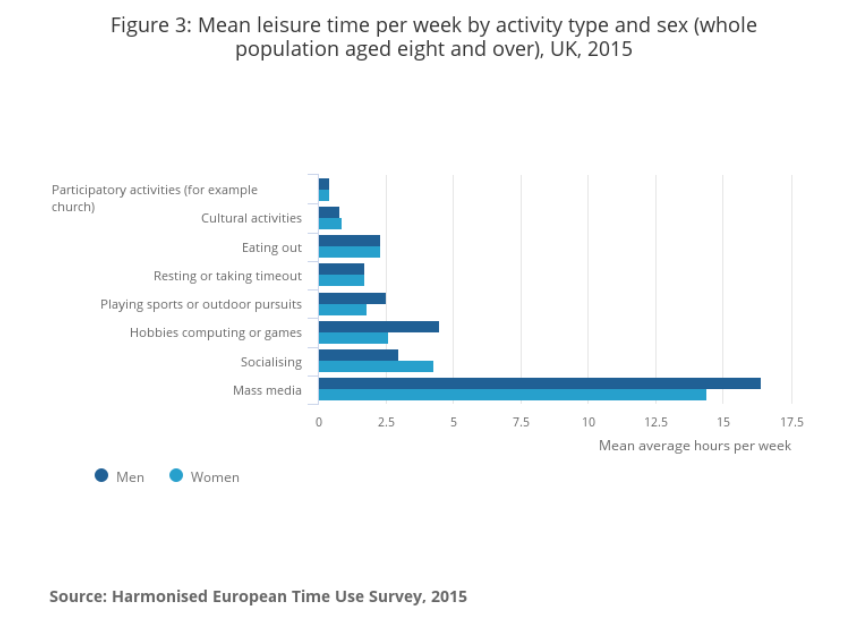 Figure 3: Mean leisure time per week by activity type and sex (whole
population aged eight and over), UK, 2015
Participatory activities (for example
church)
Cultural activities
Eating out
Resting or taking timeout
Playing sports or outdoor pursuits
Hobbies computing or games
Socialising
Mass media
0 2.5 5 7.5 10 12.5 15 17.5
Mean average hours per week
Men Women
Source: Harmonised European Time Use Survey, 2015